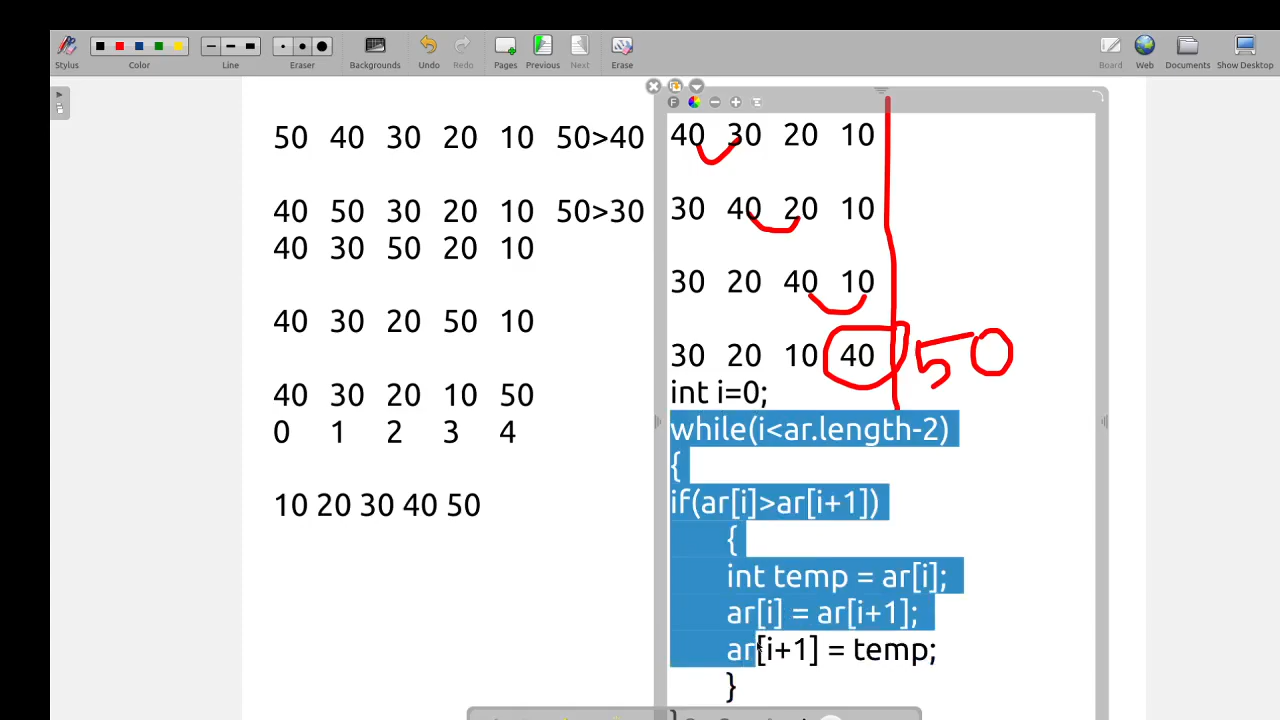 Stylus Color Line Eraser Backgrounds Undo Redo Pages Previous Next Erase Board Web Documents Show Desktop
50 40 30 20 10 50>40
40 50 30 20 10 50>30
40 30 50 20 10
40 30 20 50 10
40 30 20 10 50
0 1 2 3 4
10 20 30 40 50
40 30 20 10
30 40 20 10
30 20 40 10
30 20 10 40 50
int i=0;
while(i<ar.length-2)
{
if(ar[i]>ar[i+1])
{
int temp = ar[i];
ar[i] = ar[i+1];
ar[i+1] = temp;
}
}